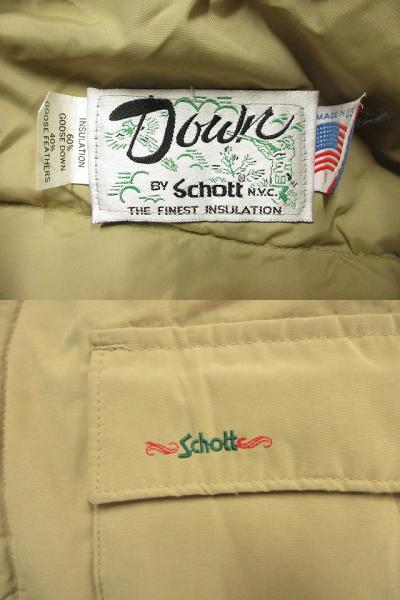 INSULATION
60%
GOOSE DOWN
40%
GOOSE FEATHERS
Down
BY Schott N.Y.C.
THE FINEST INSULATION
MADE IN U.S.
Schott